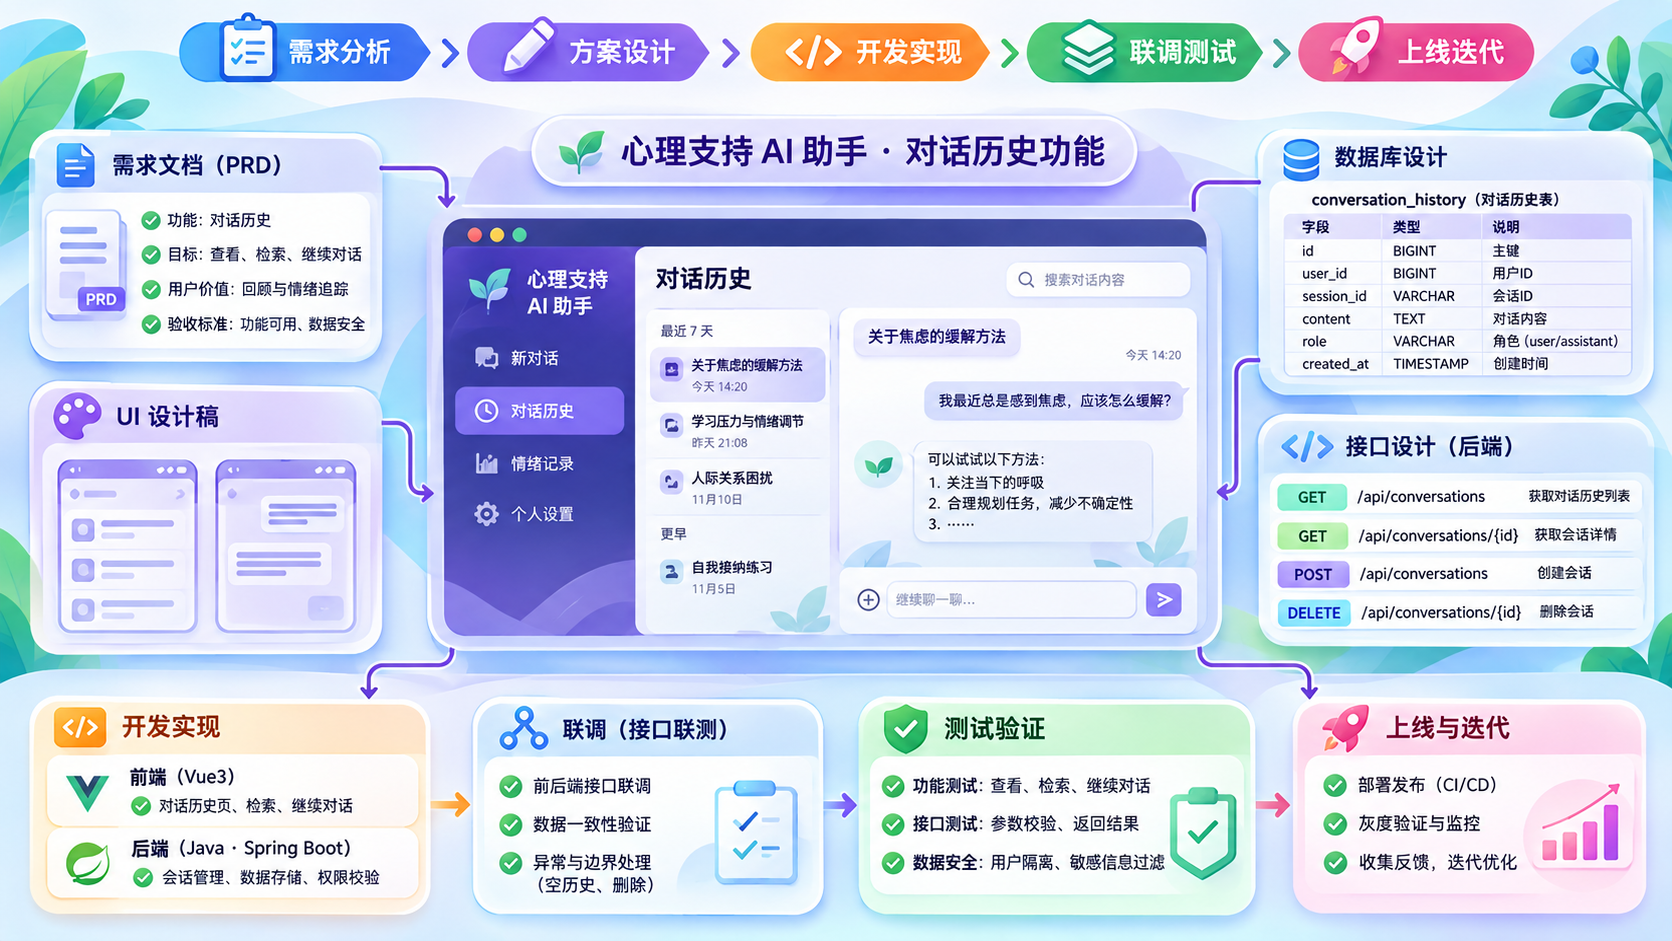 需求分析
方案设计
</> 开发实现
联调测试
上线迭代
心理支持 AI 助手 · 对话历史功能
需求文档（PRD）
PRD
功能：对话历史
目标：查看、检索、继续对话
用户价值：回顾与情绪追踪
验收标准：功能可用、数据安全
UI 设计稿
心理支持
AI 助手
新对话
对话历史
情绪记录
个人设置
对话历史
搜索对话内容
最近 7 天
关于焦虑的缓解方法
今天 14:20
学习压力与情绪调节
昨天 21:08
人际关系困扰
11月10日
更早
自我接纳练习
11月5日
关于焦虑的缓解方法
今天 14:20
我最近总是感到焦虑，应该怎么缓解？
可以试试以下方法：
1. 关注当下的呼吸
2. 合理规划任务，减少不确定性
3. ……
继续聊一聊...
数据库设计
conversation_history（对话历史表）
字段 类型 说明
id BIGINT 主键
user_id BIGINT 用户ID
session_id VARCHAR 会话ID
content TEXT 对话内容
role VARCHAR 角色 (user/assistant)
created_at TIMESTAMP 创建时间
</> 接口设计（后端）
GET /api/conversations 获取对话历史列表
GET /api/conversations/{id} 获取会话详情
POST /api/conversations 创建会话
DELETE /api/conversations/{id} 删除会话
</> 开发实现
前端（Vue3）
对话历史页、检索、继续对话
后端（Java · Spring Boot）
会话管理、数据存储、权限校验
联调（接口联测）
前后端接口联调
数据一致性验证
异常与边界处理
（空历史、删除）
测试验证
功能测试：查看、检索、继续对话
接口测试：参数校验、返回结果
数据安全：用户隔离、敏感信息过滤
上线与迭代
部署发布（CI/CD）
灰度验证与监控
收集反馈，迭代优化